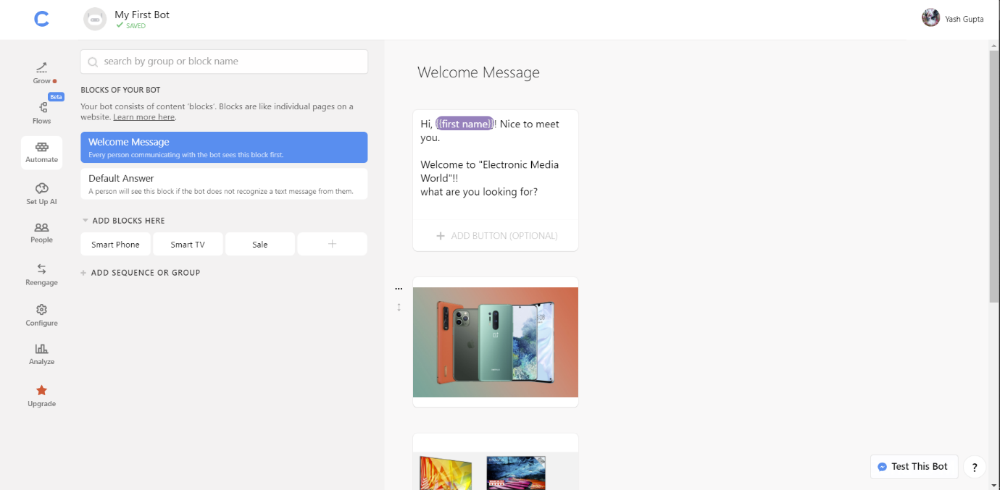 My First Bot
SAVED
Yash Gupta
Grow
Beta
Flows
Automate
Set Up AI
People
Reengage
Configure
Analyze
Upgrade
search by group or block name
BLOCKS OF YOUR BOT
Your bot consists of content 'blocks'. Blocks are like individual pages on a
website. Learn more here.
Welcome Message
Every person communicating with the bot sees this block first.
Default Answer
A person will see this block if the bot does not recognize a text message from them.
ADD BLOCKS HERE
Smart Phone
Smart TV
Sale
+
+ ADD SEQUENCE OR GROUP
Welcome Message
Hi, {{first name}}! Nice to meet
you.
Welcome to "Electronic Media
World"!!
what are you looking for?
+ ADD BUTTON (OPTIONAL)
...
Test This Bot
?